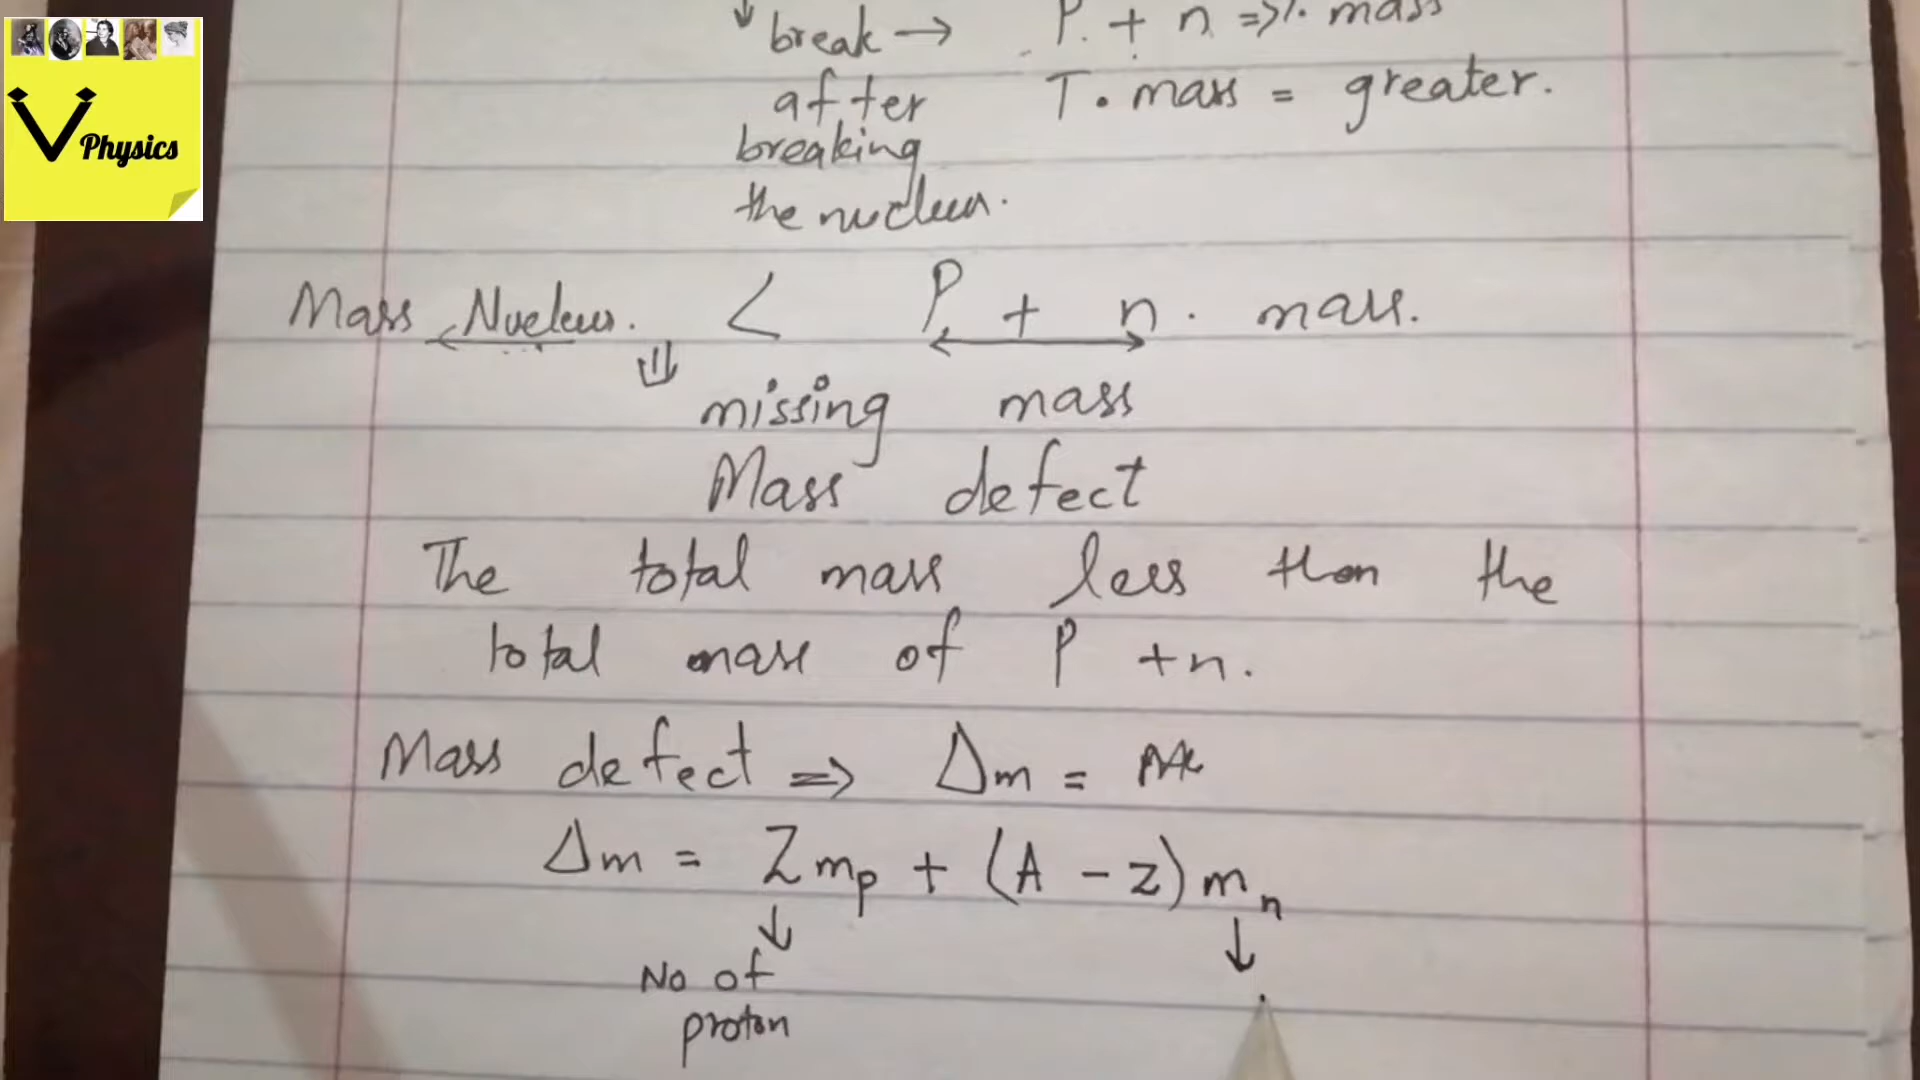 V Physics
break → P. + n ⇒ T. mass
after T. mass = greater.
breaking
the nucleus.
Mass Nucleus. < P + n. mass.
⇓
missing mass
Mass defect
The total mass less than the
total mass of P + n.
Mass defect ⇒ Δm =
Δm = Zmₚ + (A - z) mₙ
↓ ↓
No of
proton